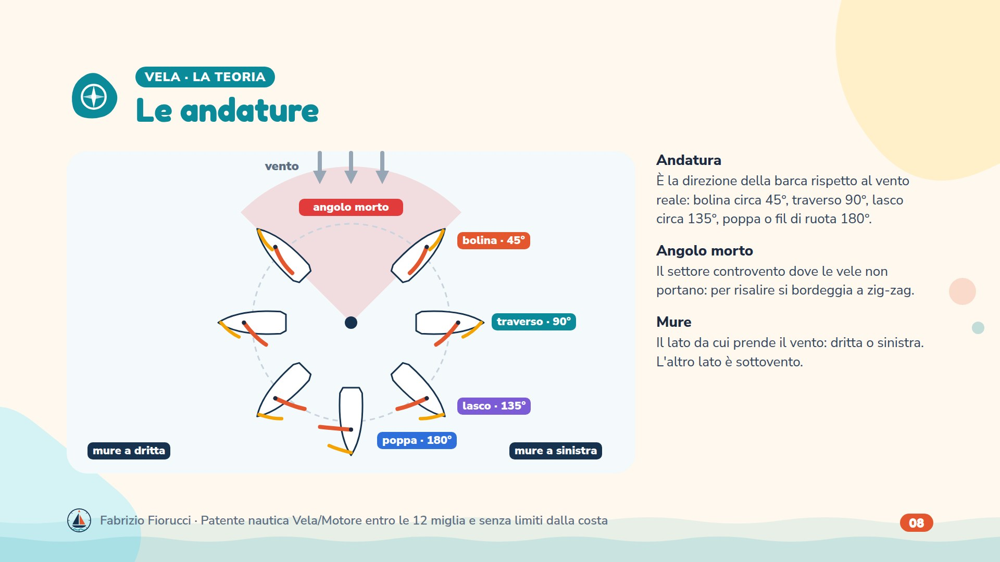 VELA · LA TEORIA
Le andature
vento
angolo morto
bolina · 45°
traverso · 90°
lasco · 135°
poppa · 180°
mure a dritta
mure a sinistra
Andatura
È la direzione della barca rispetto al vento
reale: bolina circa 45°, traverso 90°, lasco
circa 135°, poppa o fil di ruota 180°.
Angolo morto
Il settore controvento dove le vele non
portano: per risalire si bordeggia a zig-zag.
Mure
Il lato da cui prende il vento: dritta o sinistra.
L'altro lato è sottovento.
Fabrizio Fiorucci · Patente nautica Vela/Motore entro le 12 miglia e senza limiti dalla costa
08